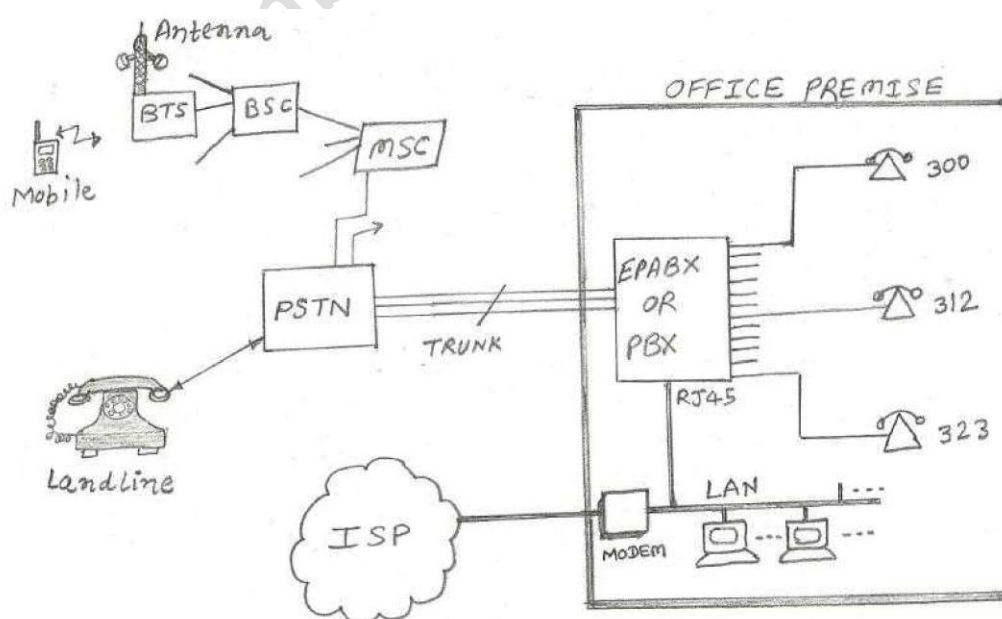 Antenna
OFFICE PREMISE
BTS
BSC
MSC
Mobile
300
EPABX
OR
PBX
PSTN
312
TRUNK
RJ45
323
Landline
LAN
ISP
MODEM